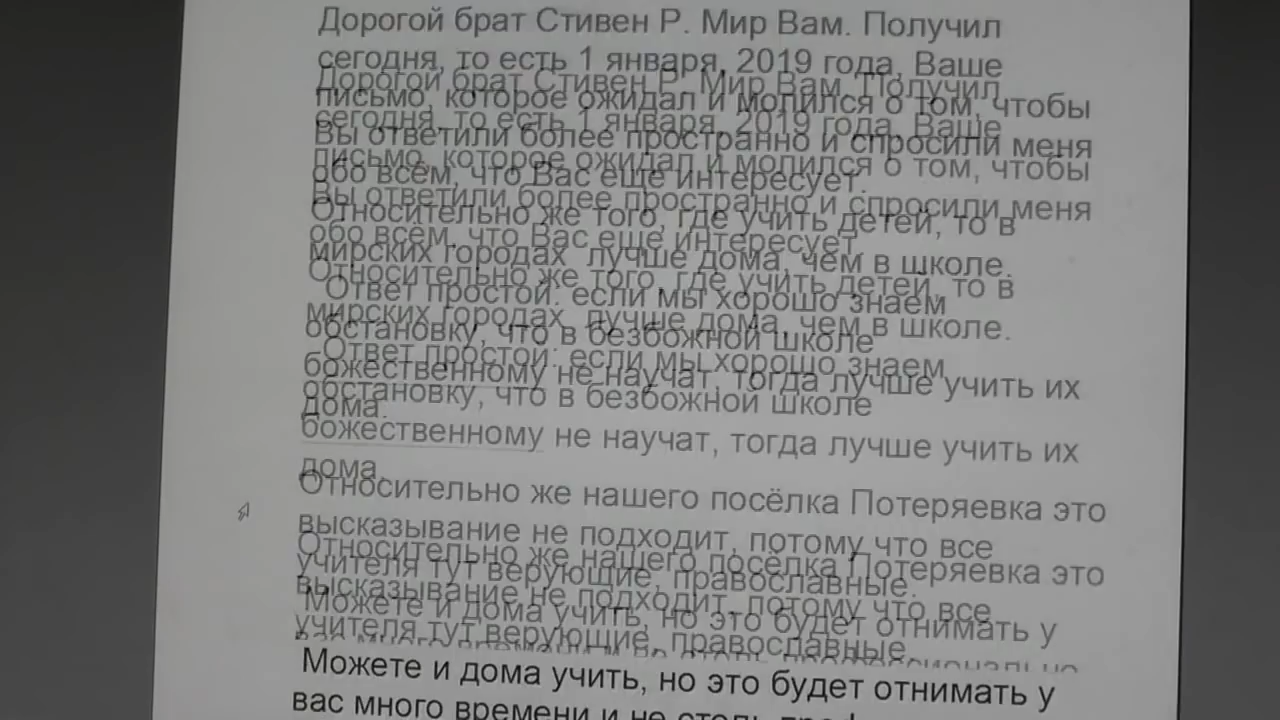 Дорогой брат Стивен Р. Мир Вам. Получил
сегодня, то есть 1 января, 2019 года, Ваше
письмо, которое ожидал и молился о том, чтобы
Вы ответили более пространно и спросили меня
обо всём, что Вас ещё интересует.
Относительно же того, где учить детей, то в
мирских городах лучше дома, чем в школе.
Ответ простой: если мы хорошо знаем
обстановку, что в безбожной школе
божественному не научат, тогда лучше учить их
дома.
Относительно же нашего посёлка Потеряевка это
высказывание не подходит, потому что все
учителя тут верующие, православные.
Можете и дома учить, но это будет отнимать у
вас много времени и не столь